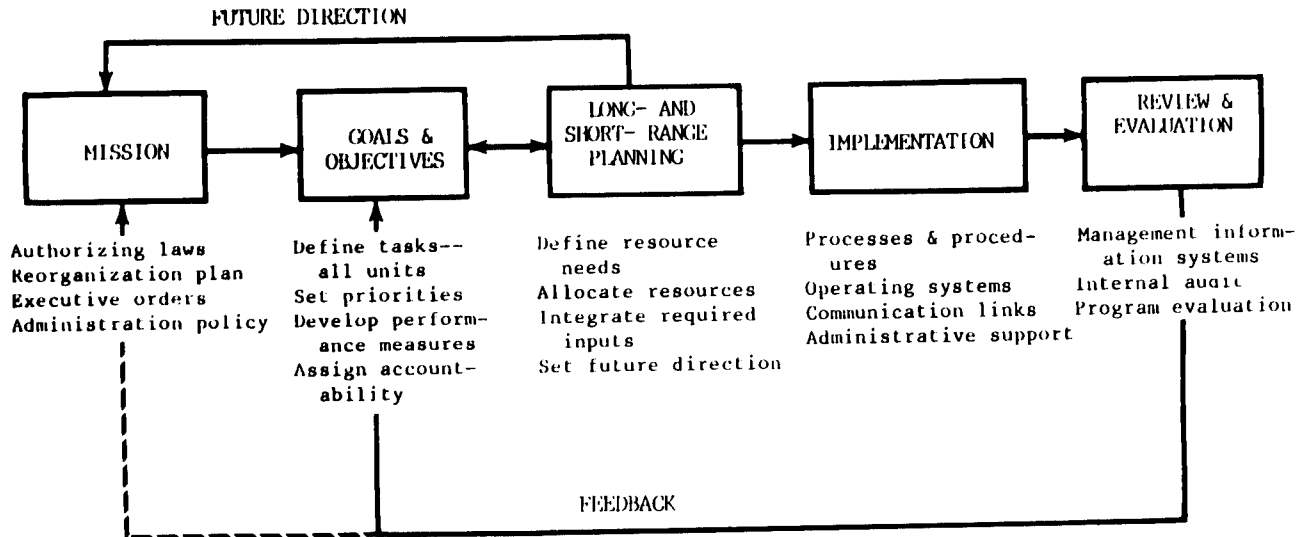 FUTURE DIRECTION
MISSION
GOALS &
OBJECTIVES
LONG- AND
SHORT- RANGE
PLANNING
IMPLEMENTATION
REVIEW &
EVALUATION
Authorizing laws
Reorganization plan
Executive orders
Administration policy
Define tasks--
all units
Set priorities
Develop perform-
ance measures
Assign account-
ability
Define resource
needs
Allocate resources
Integrate required
inputs
Set future direction
Processes & proced-
ures
Operating systems
Communication links
Administrative support
Management inform-
ation systems
Internal audit
Program evaluation
FEEDBACK